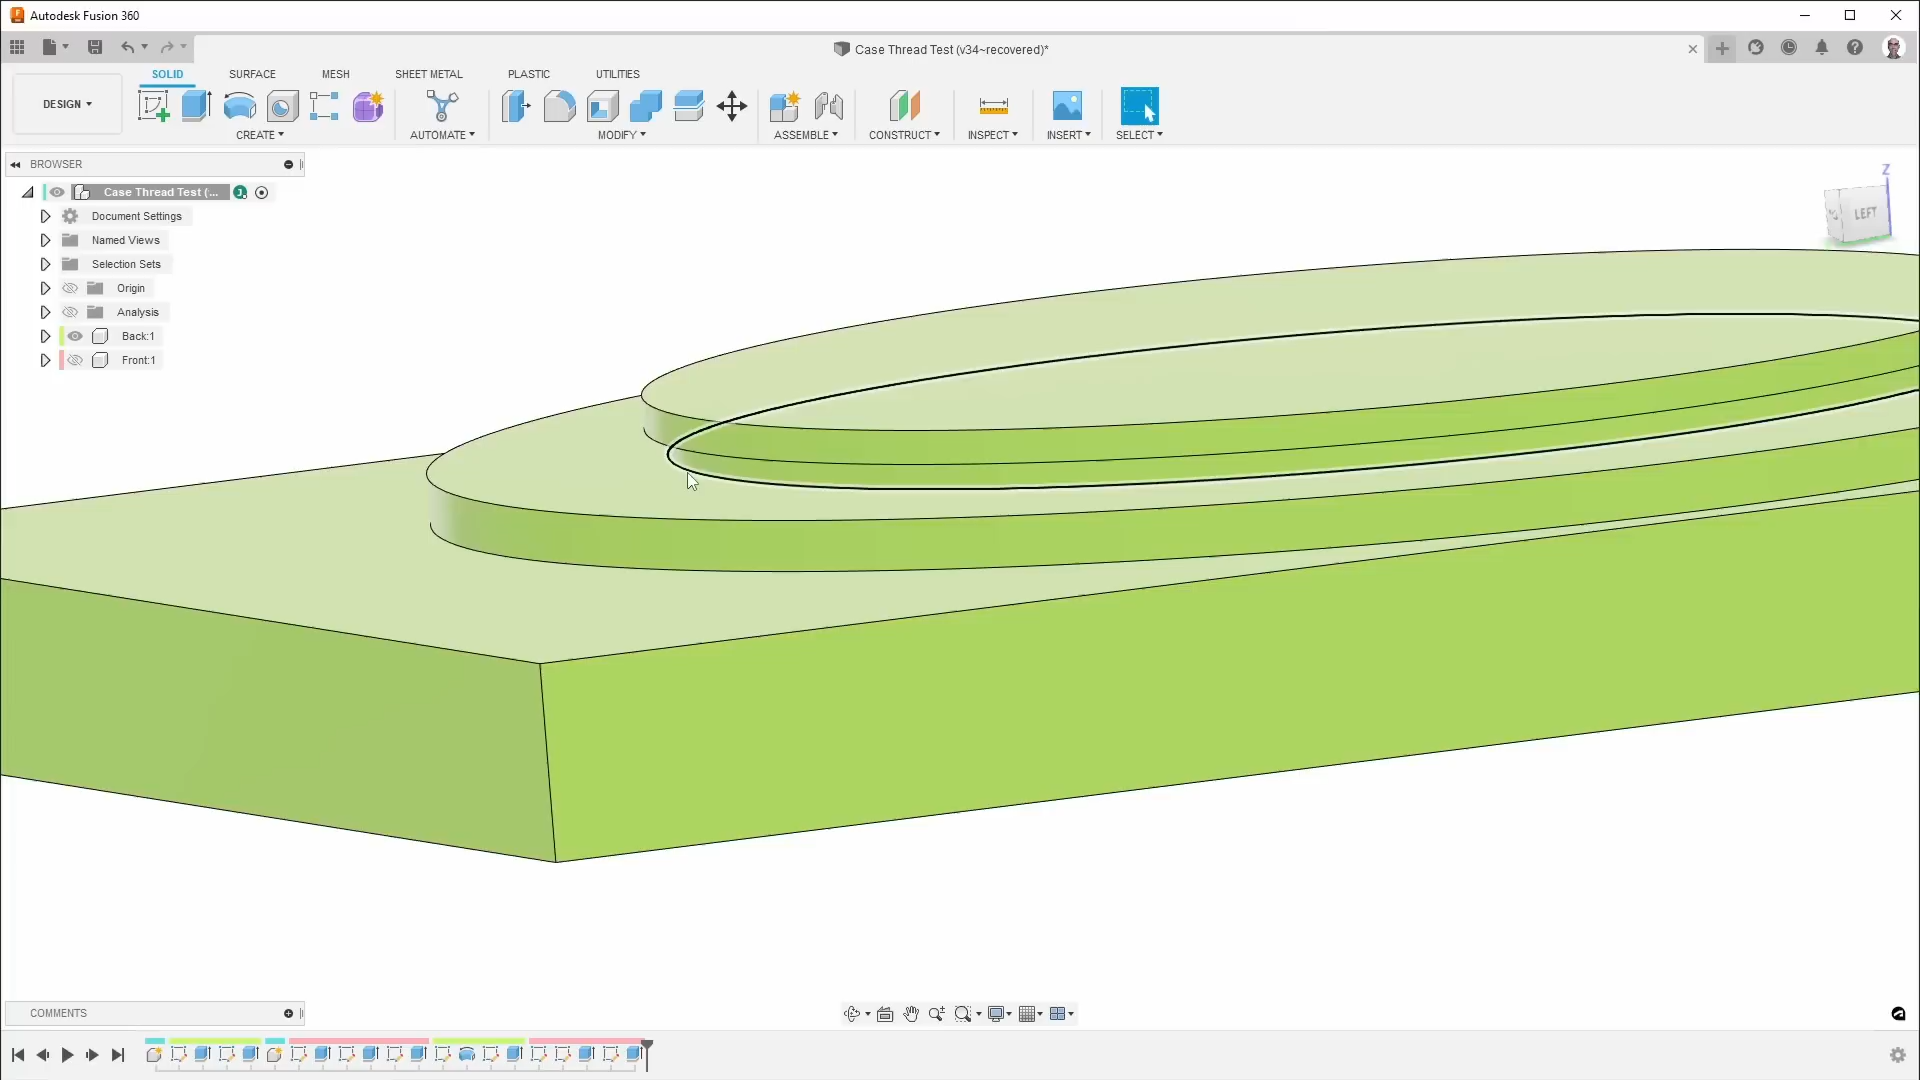 Autodesk Fusion 360
Case Thread Test (v34~recovered)*
DESIGN
SOLID
SURFACE
MESH
SHEET METAL
PLASTIC
UTILITIES
CREATE
AUTOMATE
MODIFY
ASSEMBLE
CONSTRUCT
INSPECT
INSERT
SELECT
BROWSER
Case Thread Test (...
Document Settings
Named Views
Selection Sets
Origin
Analysis
Back:1
Front:1
Z
LEFT
COMMENTS